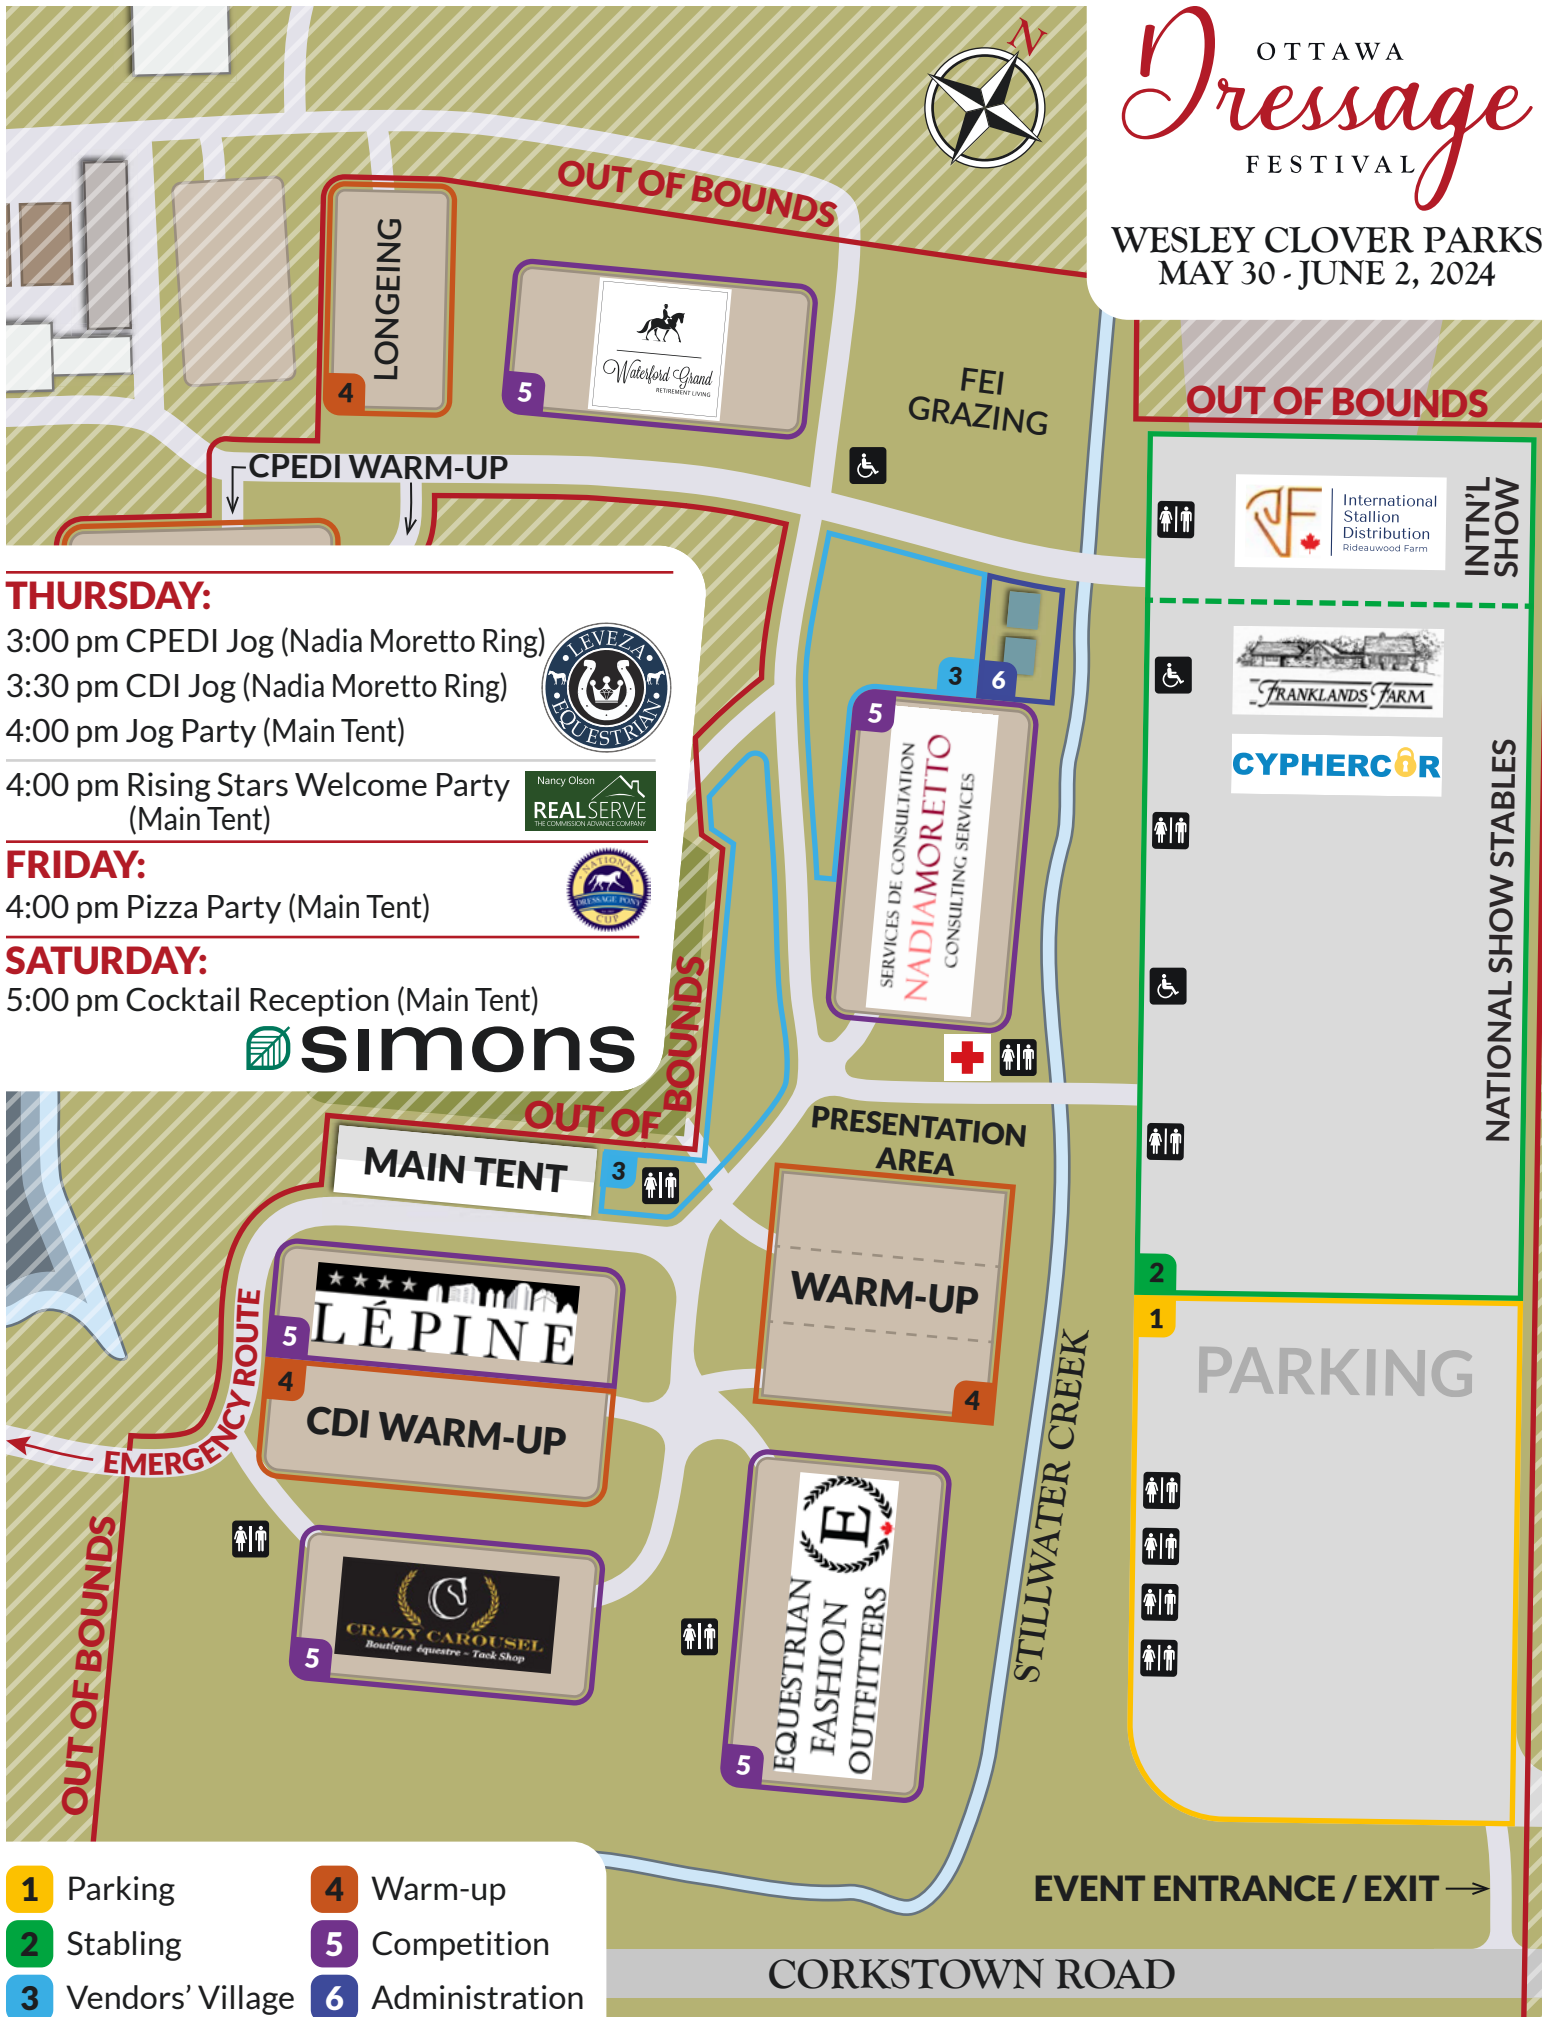 N
OTTAWA
Dressage
FESTIVAL
WESLEY CLOVER PARKS
MAY 30 - JUNE 2, 2024
OUT OF BOUNDS
LONGEING
4
5
Waterford Grand
RETIREMENT LIVING
FEI
GRAZING
OUT OF BOUNDS
CPEDI WARM-UP
International
Stallion
Distribution
Rideauwood Farm
INTN'L
SHOW
THURSDAY:
3:00 pm CPEDI Jog (Nadia Moretto Ring)
3:30 pm CDI Jog (Nadia Moretto Ring)
4:00 pm Jog Party (Main Tent)
LEVEZA
EQUESTRIAN
4:00 pm Rising Stars Welcome Party
(Main Tent)
Nancy Olson
REALSERVE
THE COMMISSION ADVANCE COMPANY
FRIDAY:
4:00 pm Pizza Party (Main Tent)
NATIONAL
DRESSAGE PONY
CUP
SATURDAY:
5:00 pm Cocktail Reception (Main Tent)
simons
3
6
5
SERVICES DE CONSULTATION
NADIAMORETTO
CONSULTING SERVICES
FRANKLANDS FARM
CYPHERCOR
NATIONAL SHOW STABLES
OUT OF BOUNDS
PRESENTATION
AREA
MAIN TENT
3
WARM-UP
4
2
1
PARKING
5
LÉPINE
4
CDI WARM-UP
EMERGENCY ROUTE
OUT OF BOUNDS
CRAZY CAROUSEL
Boutique équestre ~ Tack Shop
5
E
EQUESTRIAN
FASHION
OUTFITTERS
5
STILLWATER CREEK
EVENT ENTRANCE / EXIT
CORKSTOWN ROAD
1 Parking
2 Stabling
3 Vendors' Village
4 Warm-up
5 Competition
6 Administration